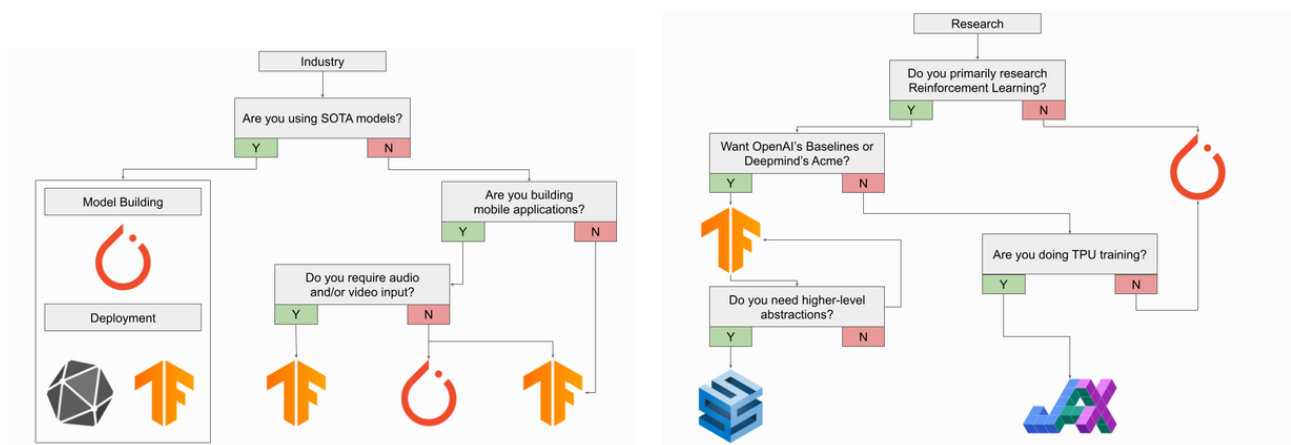 Industry
Are you using SOTA models?
Y
N
Model Building
Deployment
Are you building
mobile applications?
Y
N
Do you require audio
and/or video input?
Y
N
Research
Do you primarily research
Reinforcement Learning?
Y
N
Want OpenAI's Baselines or
Deepmind's Acme?
Y
N
Are you doing TPU training?
Y
N
Do you need higher-level
abstractions?
Y
N
JAX